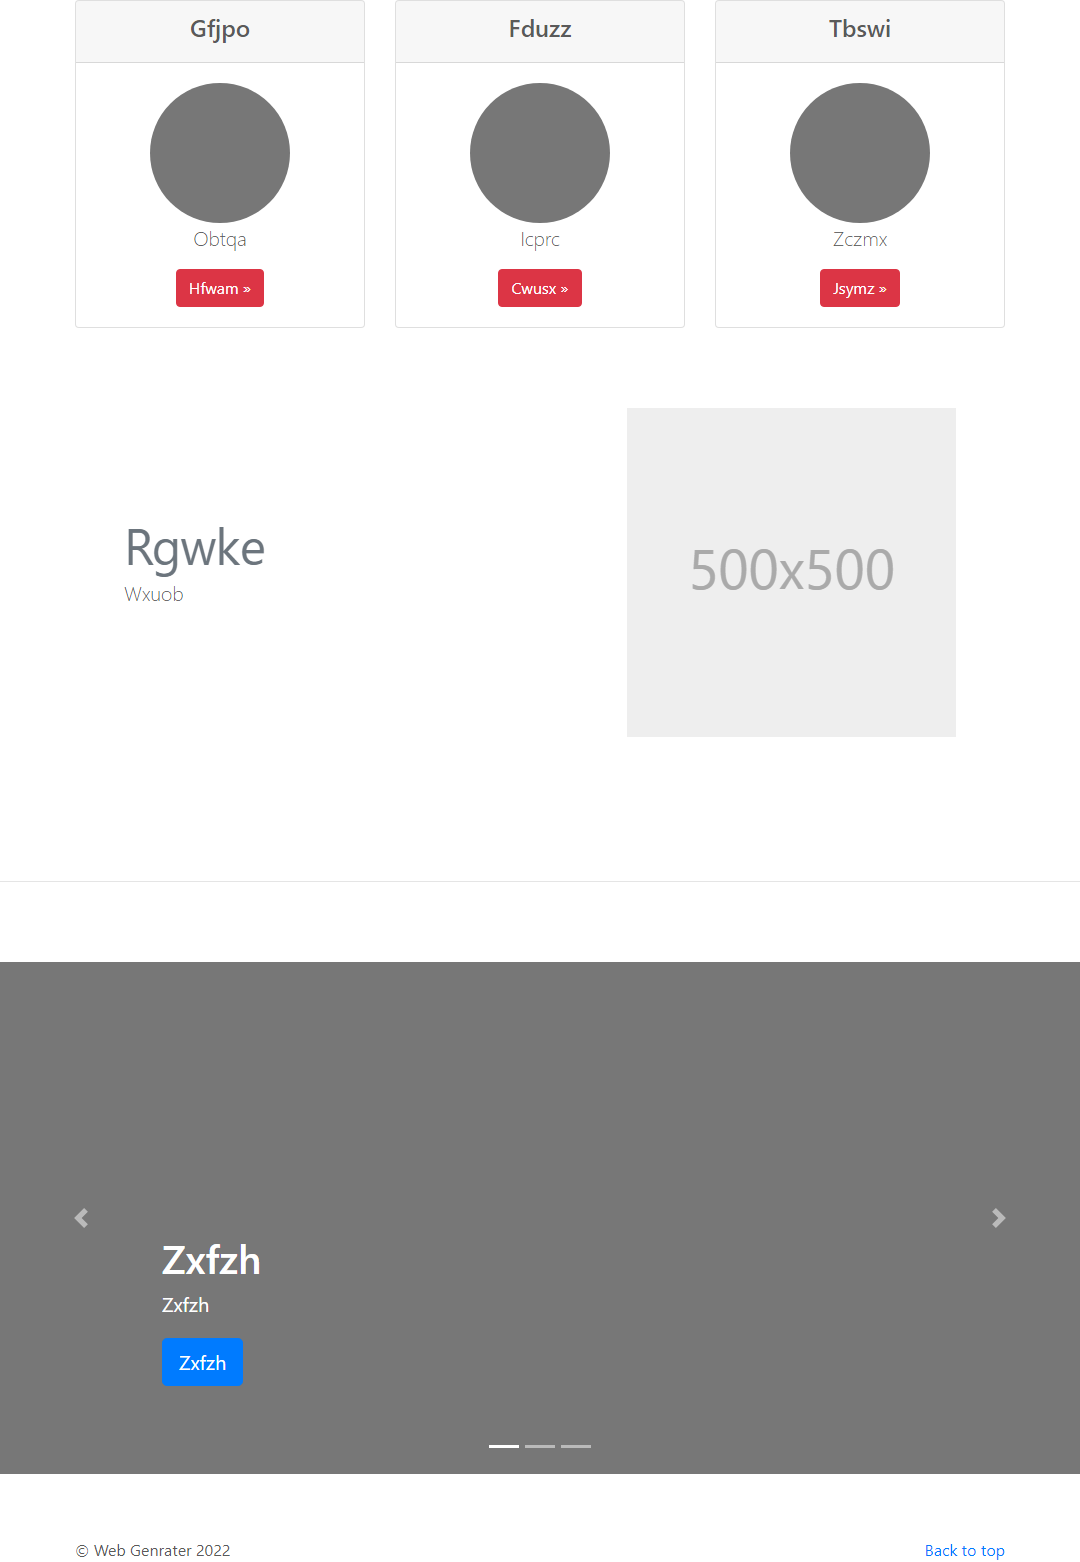 Gfjpo
Fduzz
Tbswi
Obtqa
Icprc
Zczmx
Hfwam »
Cwusx »
Jsymz »
Rgwke
Wxuob
500x500
Zxfzh
Zxfzh
Zxfzh
© Web Genrater 2022
Back to top